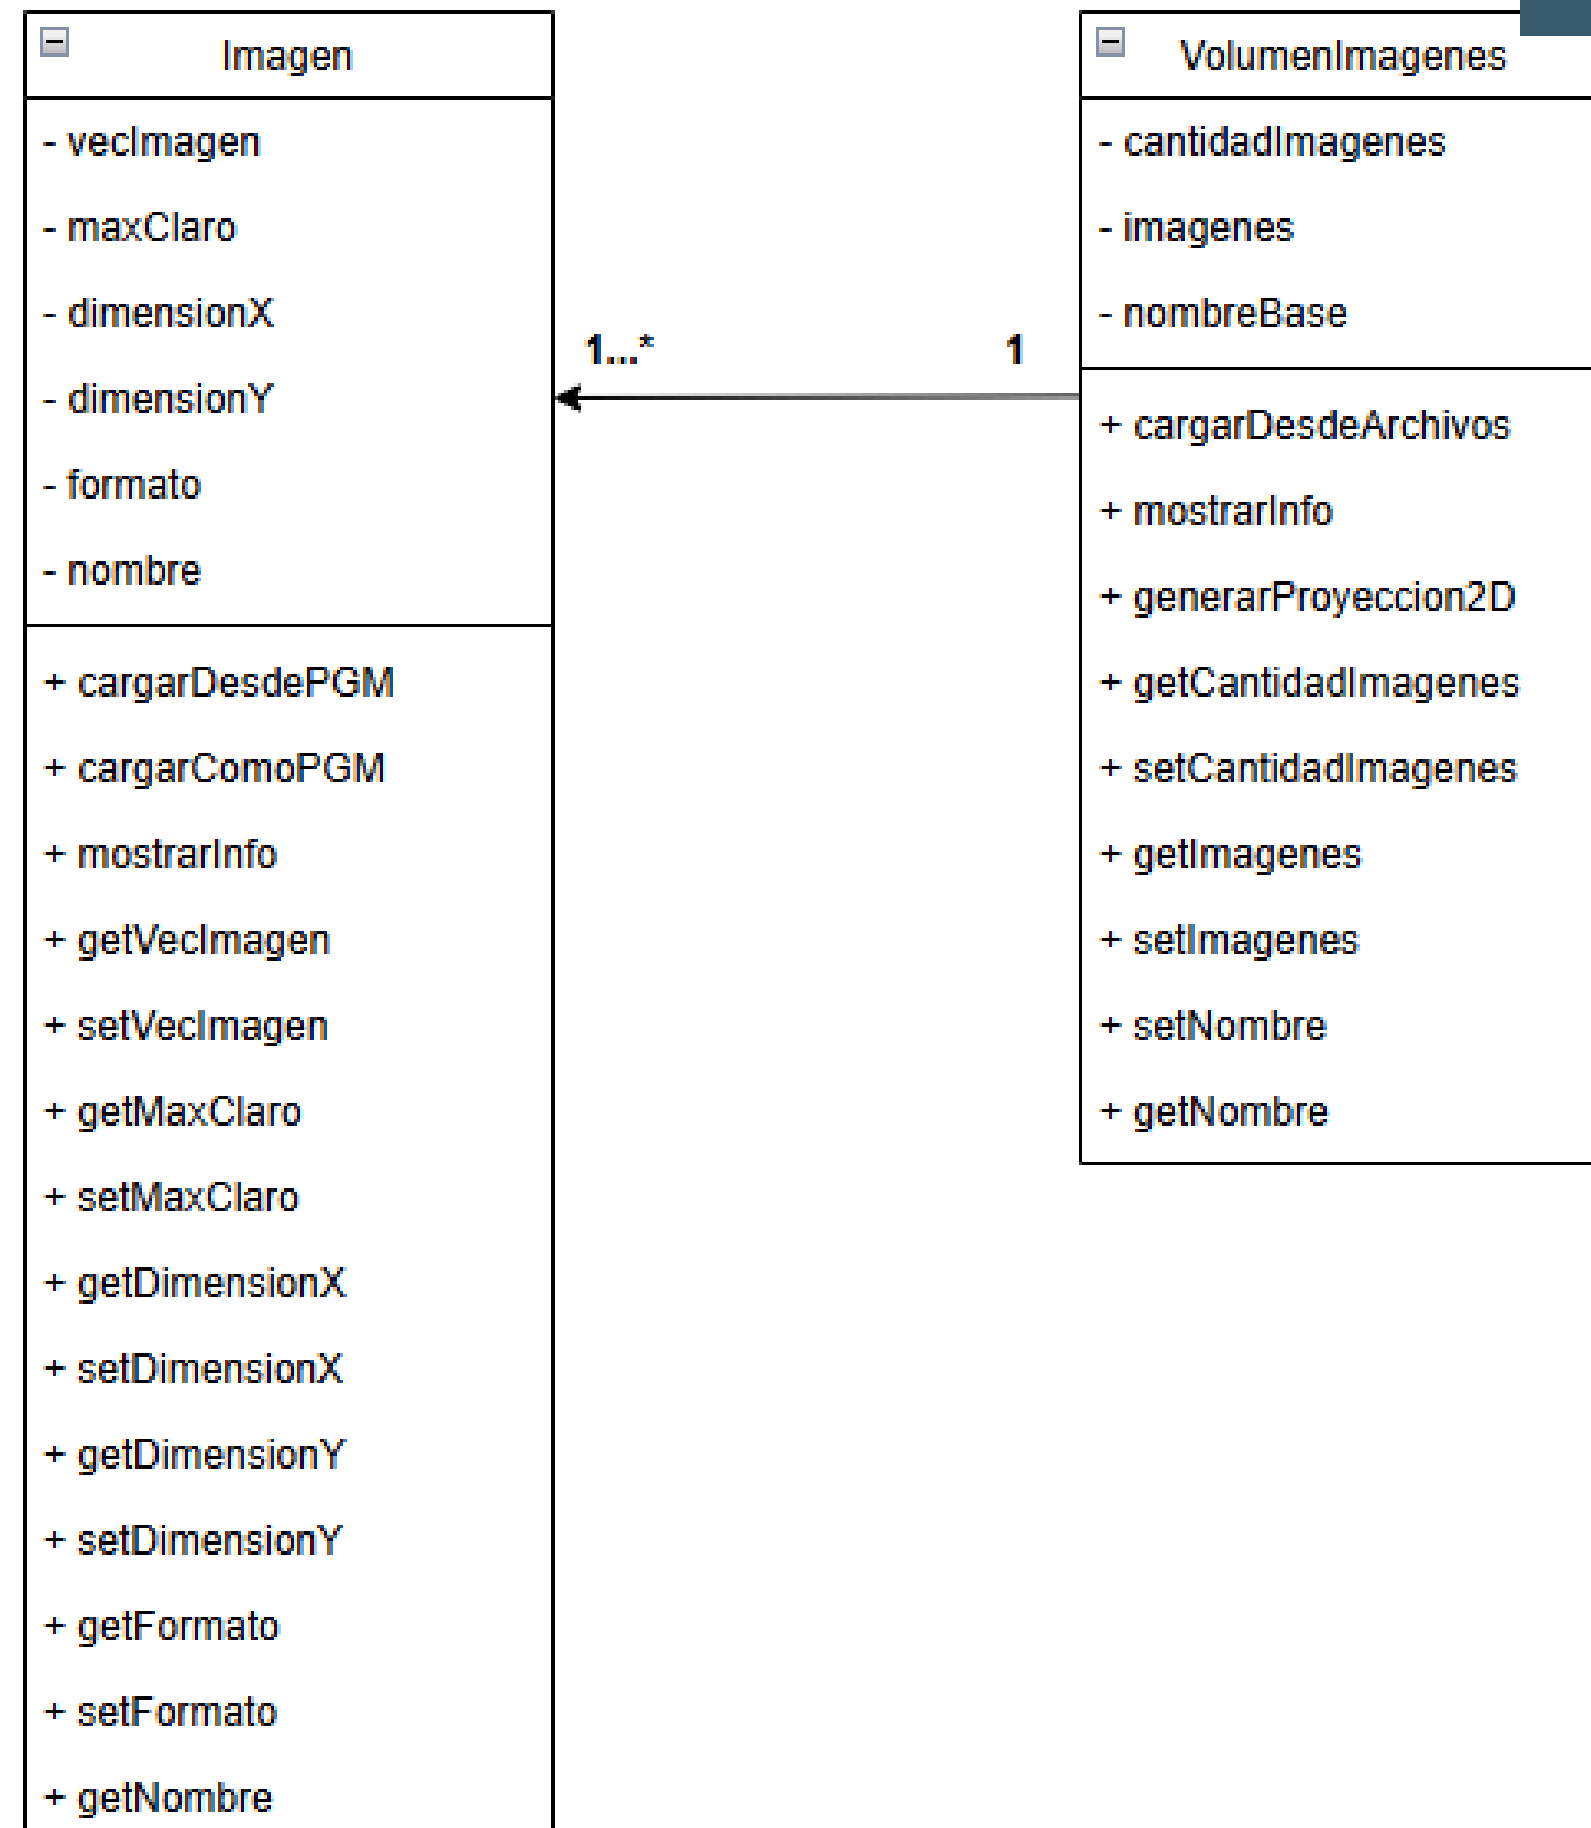 Imagen
- vecImagen
- maxClaro
- dimensionX
- dimensionY
- formato
- nombre
+ cargarDesdePGM
+ cargarComoPGM
+ mostrarInfo
+ getVecImagen
+ setVecImagen
+ getMaxClaro
+ setMaxClaro
+ getDimensionX
+ setDimensionX
+ getDimensionY
+ setDimensionY
+ getFormato
+ setFormato
+ getNombre
1...*
1
VolumenImagenes
- cantidadImagenes
- imagenes
- nombreBase
+ cargarDesdeArchivos
+ mostrarInfo
+ generarProyeccion2D
+ getCantidadImagenes
+ setCantidadImagenes
+ getImagenes
+ setImagenes
+ setNombre
+ getNombre